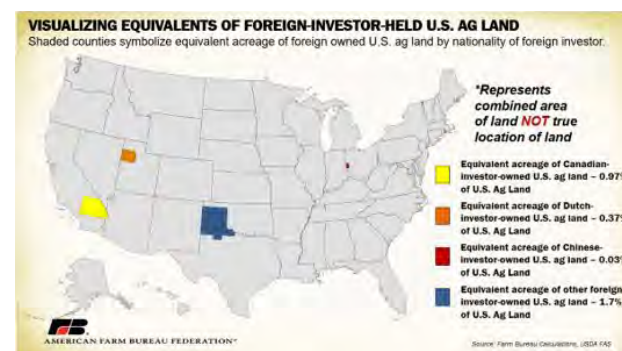 VISUALIZING EQUIVALENTS OF FOREIGN-INVESTOR-HELD U.S. AG LAND
Shaded counties symbolize equivalent acreage of foreign owned U.S. ag land by nationality of foreign investor.
*Represents
combined area
of land NOT true
location of land
Equivalent acreage of Canadian-
investor-owned U.S. ag land – 0.97%
of U.S. Ag Land
Equivalent acreage of Dutch-
investor-owned U.S. ag land – 0.37%
of U.S. Ag Land
Equivalent acreage of Chinese-
investor-owned U.S. ag land – 0.03%
of U.S. Ag Land
Equivalent acreage of other foreign
investor-owned U.S. ag land – 1.7%
of U.S. Ag Land
FB
AMERICAN FARM BUREAU FEDERATION®
Source: Farm Bureau Calculations, USDA FAS